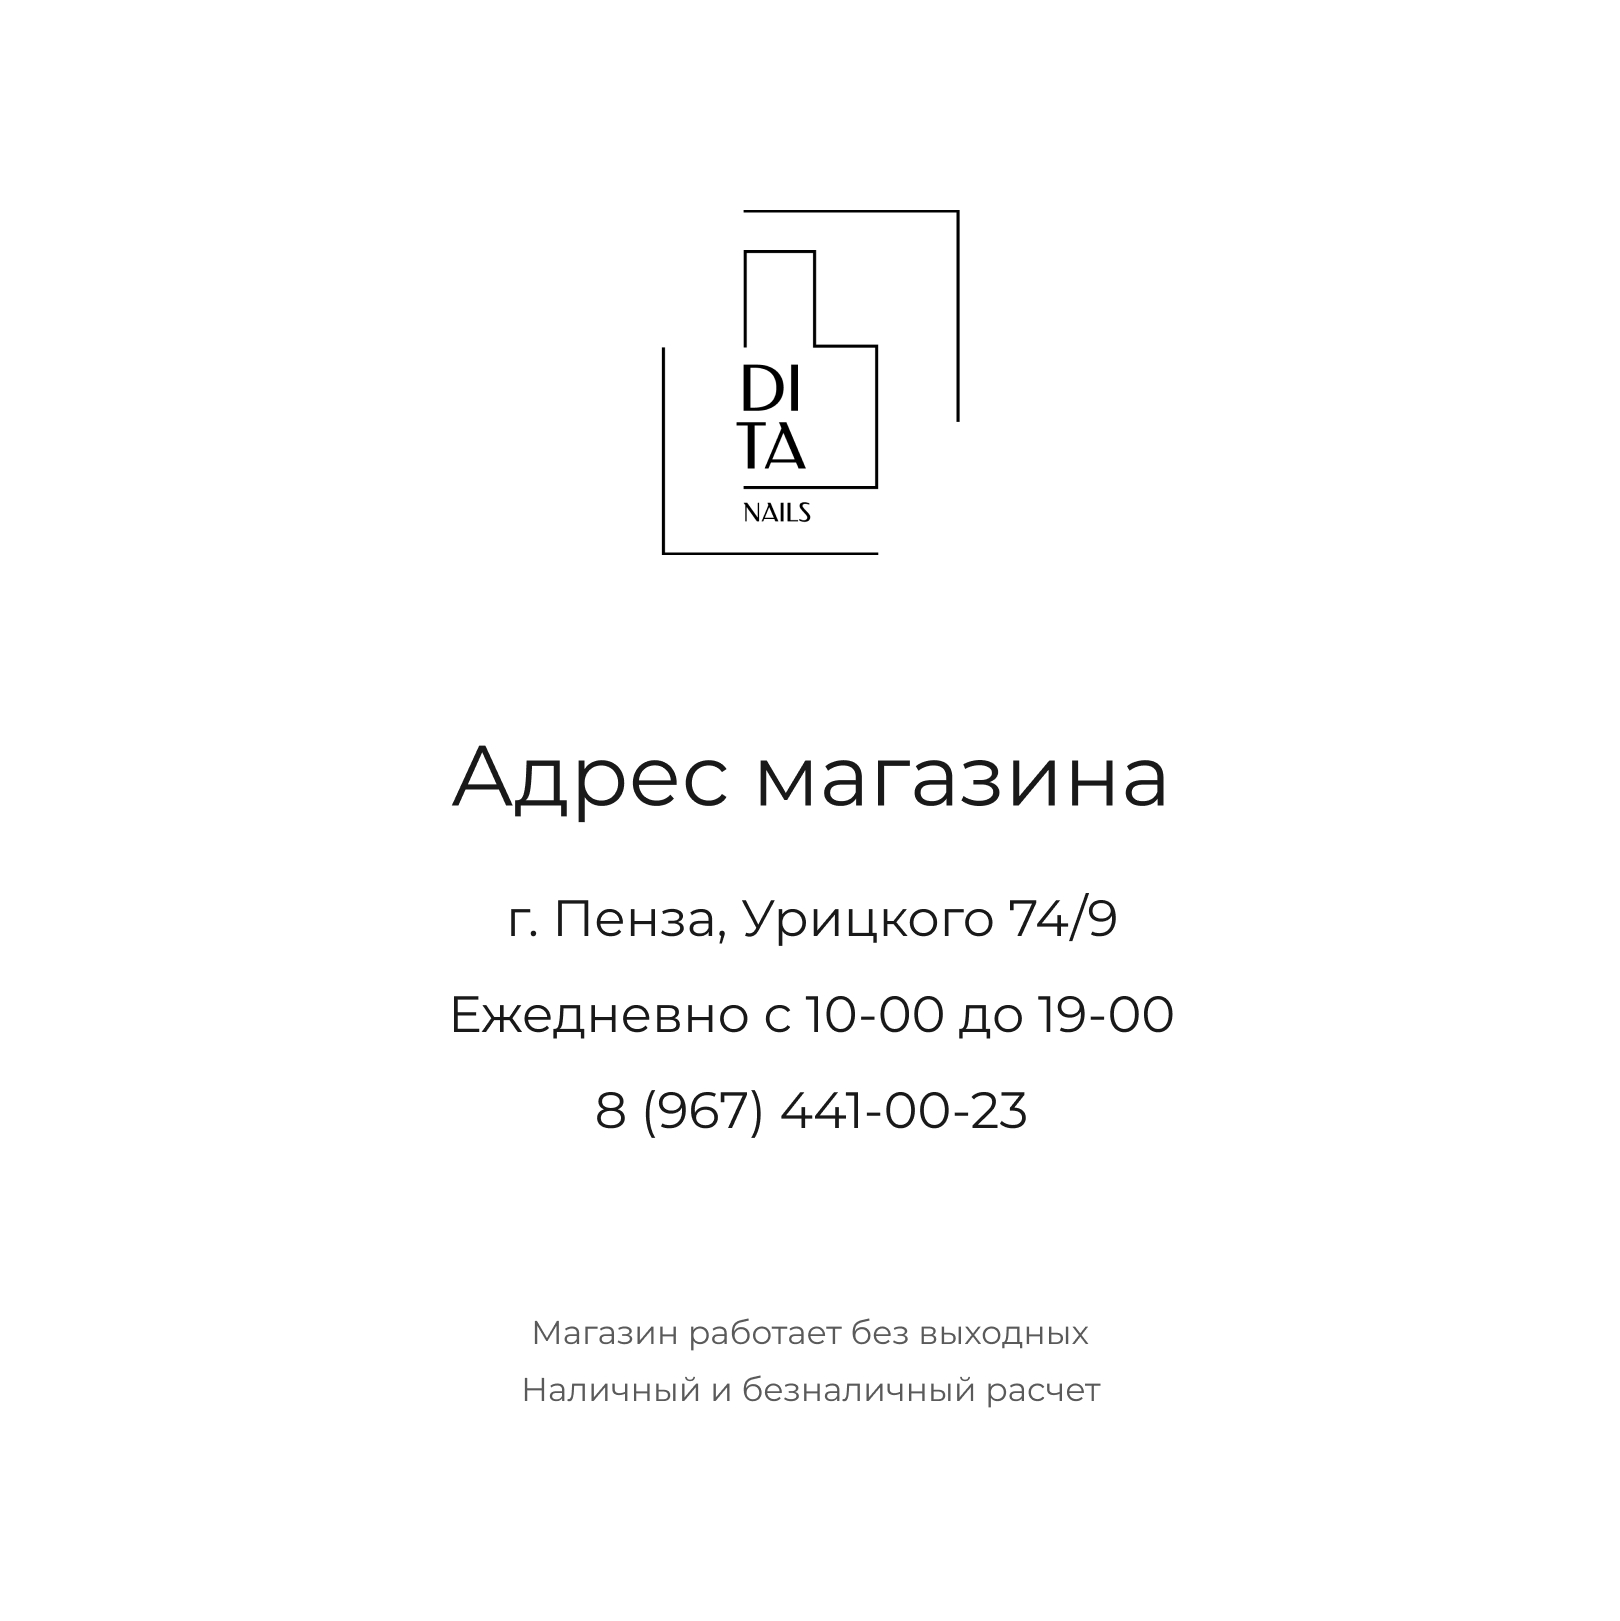 DI
TA
NAILS
Адрес магазина
г. Пенза, Урицкого 74/9
Ежедневно с 10-00 до 19-00
8 (967) 441-00-23
Магазин работает без выходных
Наличный и безналичный расчет